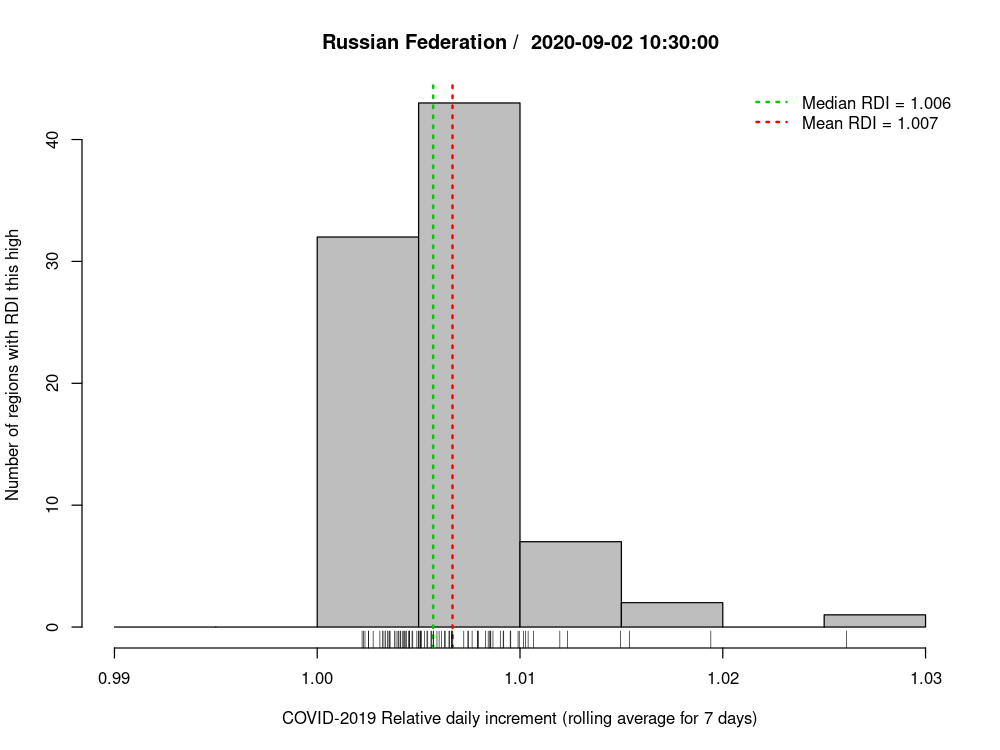 Russian Federation /  2020-09-02 10:30:00
Median RDI = 1.006
Mean RDI = 1.007
Number of regions with RDI this high
40
30
20
10
0
0.99 1.00 1.01 1.02 1.03
COVID-2019 Relative daily increment (rolling average for 7 days)